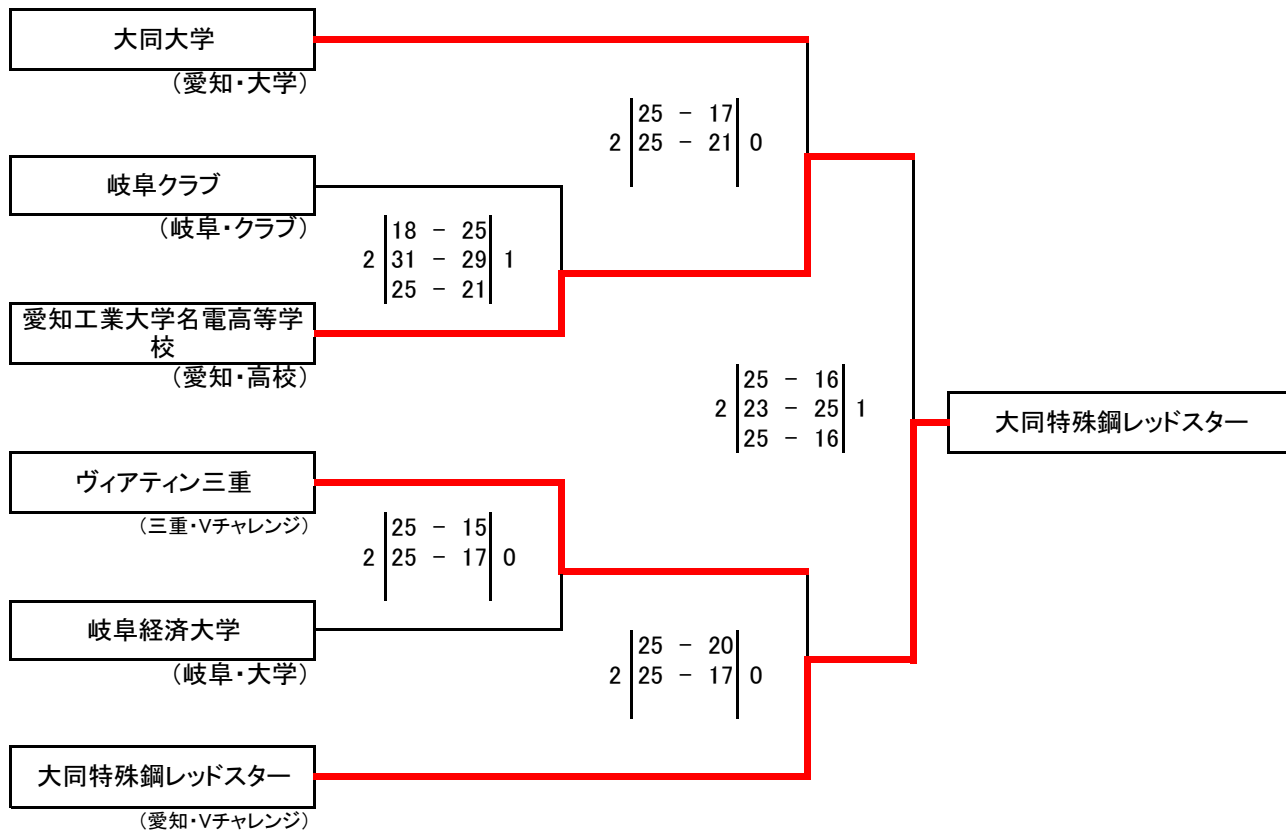 大同大学
（愛知・大学）
25 － 17
2 25 － 21 0
岐阜クラブ
（岐阜・クラブ）
18 － 25
2 31 － 29 1
25 － 21
愛知工業大学名電高等学
校
（愛知・高校）
25 － 16
2 23 － 25 1
25 － 16
大同特殊鋼レッドスター
ヴィアティン三重
（三重・Vチャレンジ）
25 － 15
2 25 － 17 0
岐阜経済大学
（岐阜・大学）
25 － 20
2 25 － 17 0
大同特殊鋼レッドスター
（愛知・Vチャレンジ）